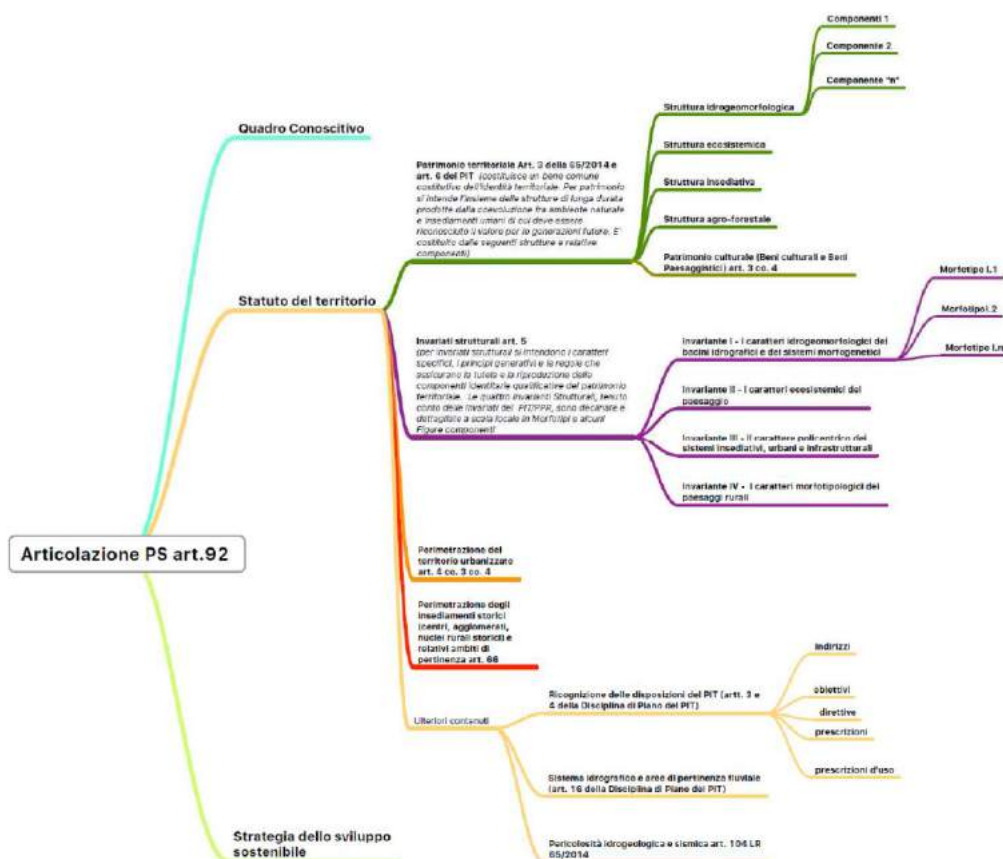 Componenti 1
Componente 2
Componente "n"
Struttura idrogeomorfologica
Quadro Conoscitivo
Struttura ecosistemica
Patrimonio territoriale Art. 3 della 65/2014 e
art. 6 del PIT (costituisce un bene comune
costitutivo dell'identità territoriale. Per patrimonio
si intende l'insieme delle strutture di lunga durata
prodotte dalla coevoluzione fra ambiente naturale
e insediamenti umani di cui deve essere
riconosciuto il valore per le generazioni future. E'
costituito dalle seguenti strutture e relative
componenti)
Struttura insediativa
Struttura agro-forestale
Patrimonio culturale (Beni culturali e Beni
Paesaggistici) art. 3 co. 4
Statuto del territorio
Morfotipo I.1
MorfotipoI.2
Morfotipo I.n
Invariati strutturali art. 5
(per invariati strutturali si intendono i caratteri
specifici, i principi generativi e le regole che
assicurano la tutela e la riproduzione delle
componenti identitarie qualificative del patrimonio
territoriale. Le quattro Invarianti Strutturali, tenuto
conto delle Invariati del PIT/PPR, sono declinate e
dettagliate a scala locale in Morfotipi e alcuni
Figure componenti
Invariante I - I caratteri idrogeomorfologici dei
bacini idrografici e dei sistemi morfogenetici
Invariante II - I caratteri ecosistemici del
paesaggio
Invariante III - Il carattere policentrico dei
sistemi insediativi, urbani e infrastrutturali
Invariante IV - I caratteri morfotipologici dei
paesaggi rurali
Articolazione PS art.92
Perimetrazione del
territorio urbanizzato
art. 4 co. 3 co. 4
Perimetrazione degli
insediamenti storici
(centri, agglomerati,
nuclei rurali storici) e
relativi ambiti di
pertinenza art. 66
Ulteriori contenuti
Ricognizione delle disposizioni del PIT (artt. 3 e
4 della Disciplina di Piano del PIT)
indirizzi
obiettivi
direttive
prescrizioni
prescrizioni d'uso
Sistema idrografico e aree di pertinenza fluviale
(art. 16 della Disciplina di Piano del PIT)
Pericolosità idrogeologica e sismica art. 104 LR
65/2014
Strategia dello sviluppo
sostenibile